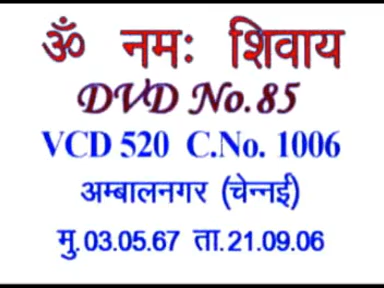 ॐ नमः शिवाय
DVD No.85
VCD 520 C.No. 1006
अम्बालनगर (चेन्नई)
मु.03.05.67 ता.21.09.06